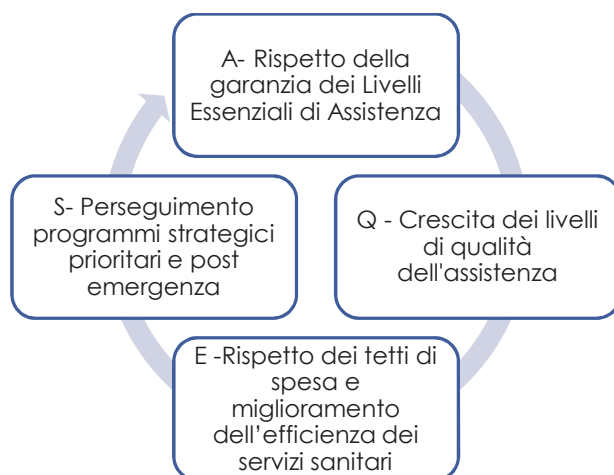 A- Rispetto della
garanzia dei Livelli
Essenziali di Assistenza
Q - Crescita dei livelli
di qualità
dell'assistenza
E -Rispetto dei tetti di
spesa e
miglioramento
dell’efficienza dei
servizi sanitari
S- Perseguimento
programmi strategici
prioritari e post
emergenza